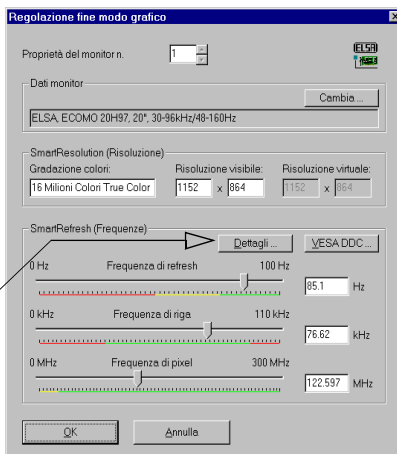 Regolazione fine modo grafico
Proprietà del monitor n. 1 ELSA
Dati monitor
Cambia ...
ELSA, ECOMO 20H97, 20", 30-96kHz/48-160Hz
SmartResolution (Risoluzione)
Gradazione colori: Risoluzione visibile: Risoluzione virtuale:
16 Milioni Colori True Color 1152 x 864 1152 x 864
SmartRefresh (Frequenze)
Dettagli ... VESA DDC ...
0 Hz Frequenza di refresh 100 Hz
85.1 Hz
0 kHz Frequenza di riga 110 kHz
76.62 kHz
0 MHz Frequenza di pixel 300 MHz
122.597 MHz
OK Annulla